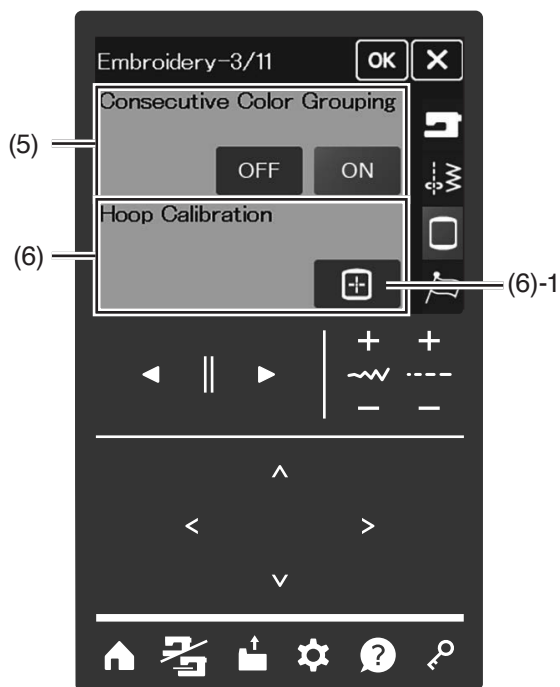 Embroidery-3/11 OK ×
Consecutive Color Grouping
(5)
OFF ON
Hoop Calibration
(6)
(6)-1
+ +
− −
?